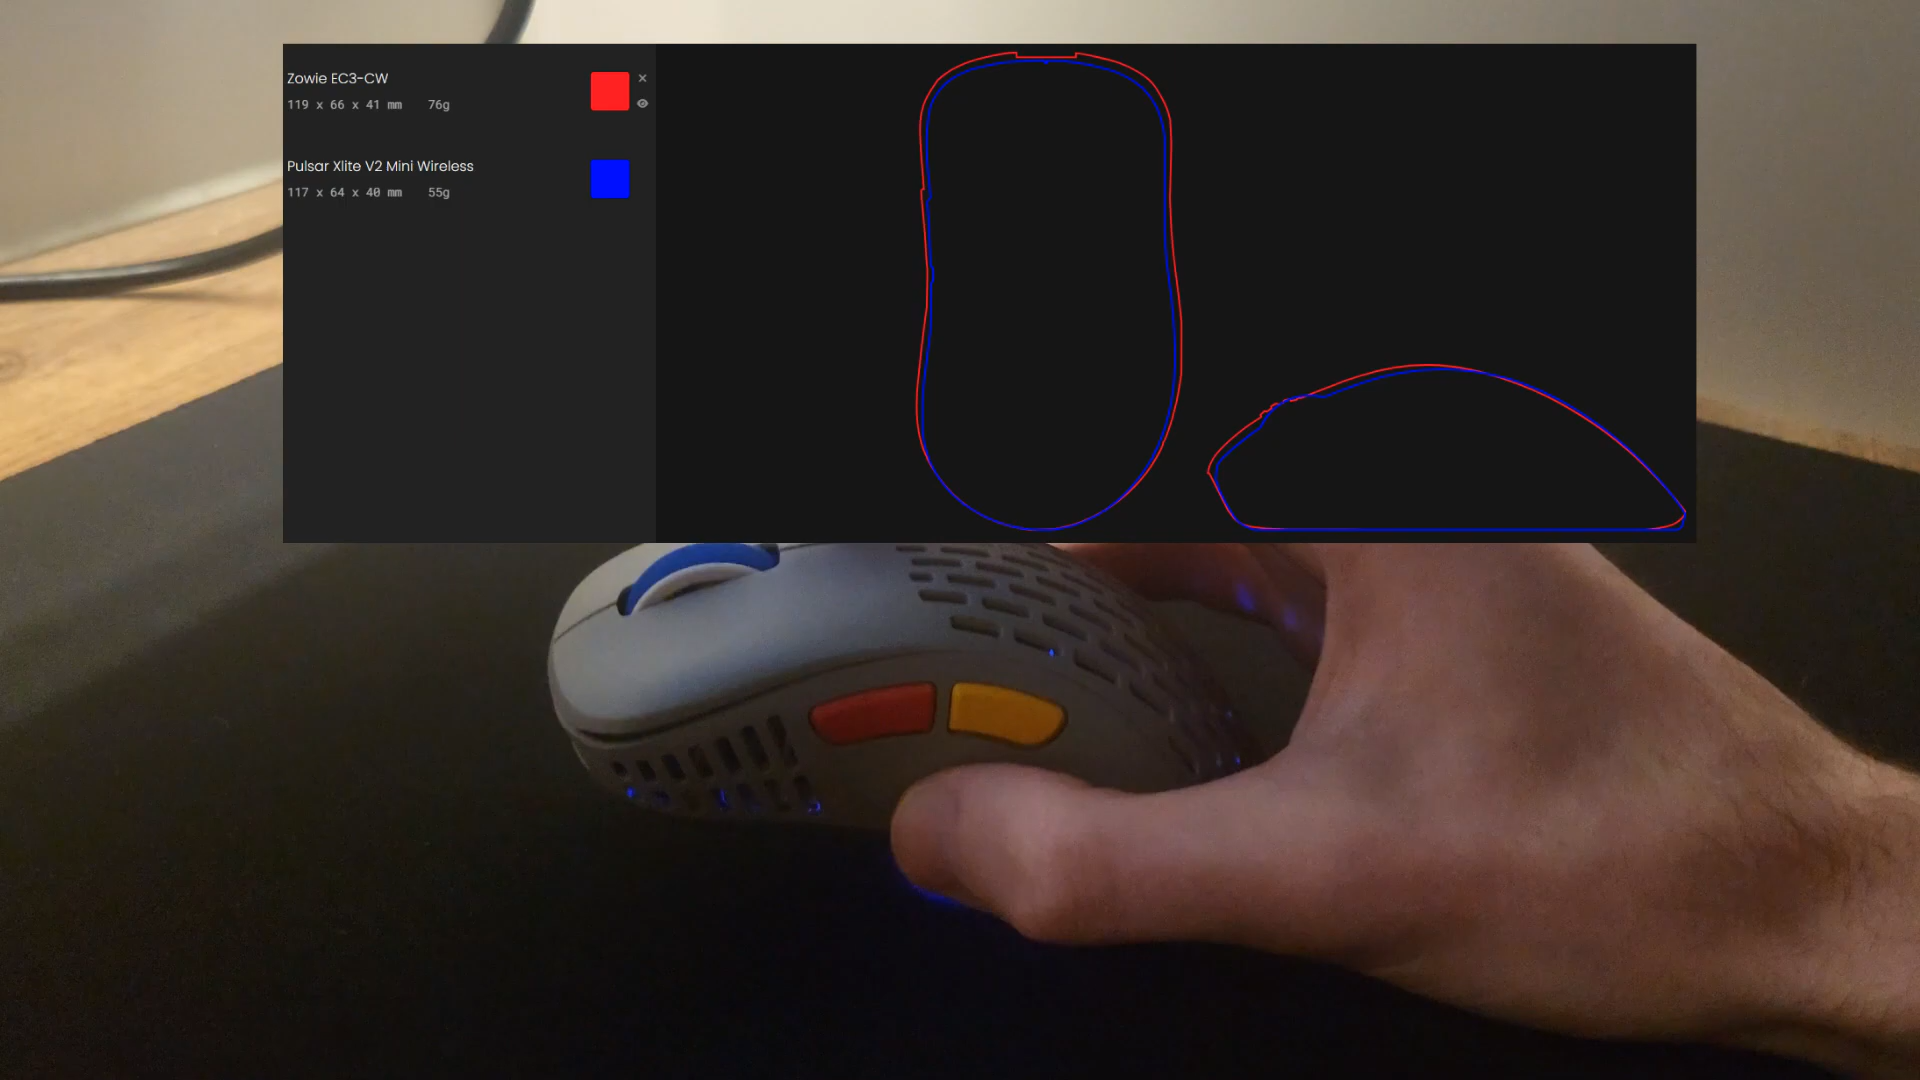 Zowie EC3-CW
119 x 66 x 41 mm 76g
Pulsar Xlite V2 Mini Wireless
117 x 64 x 40 mm 55g